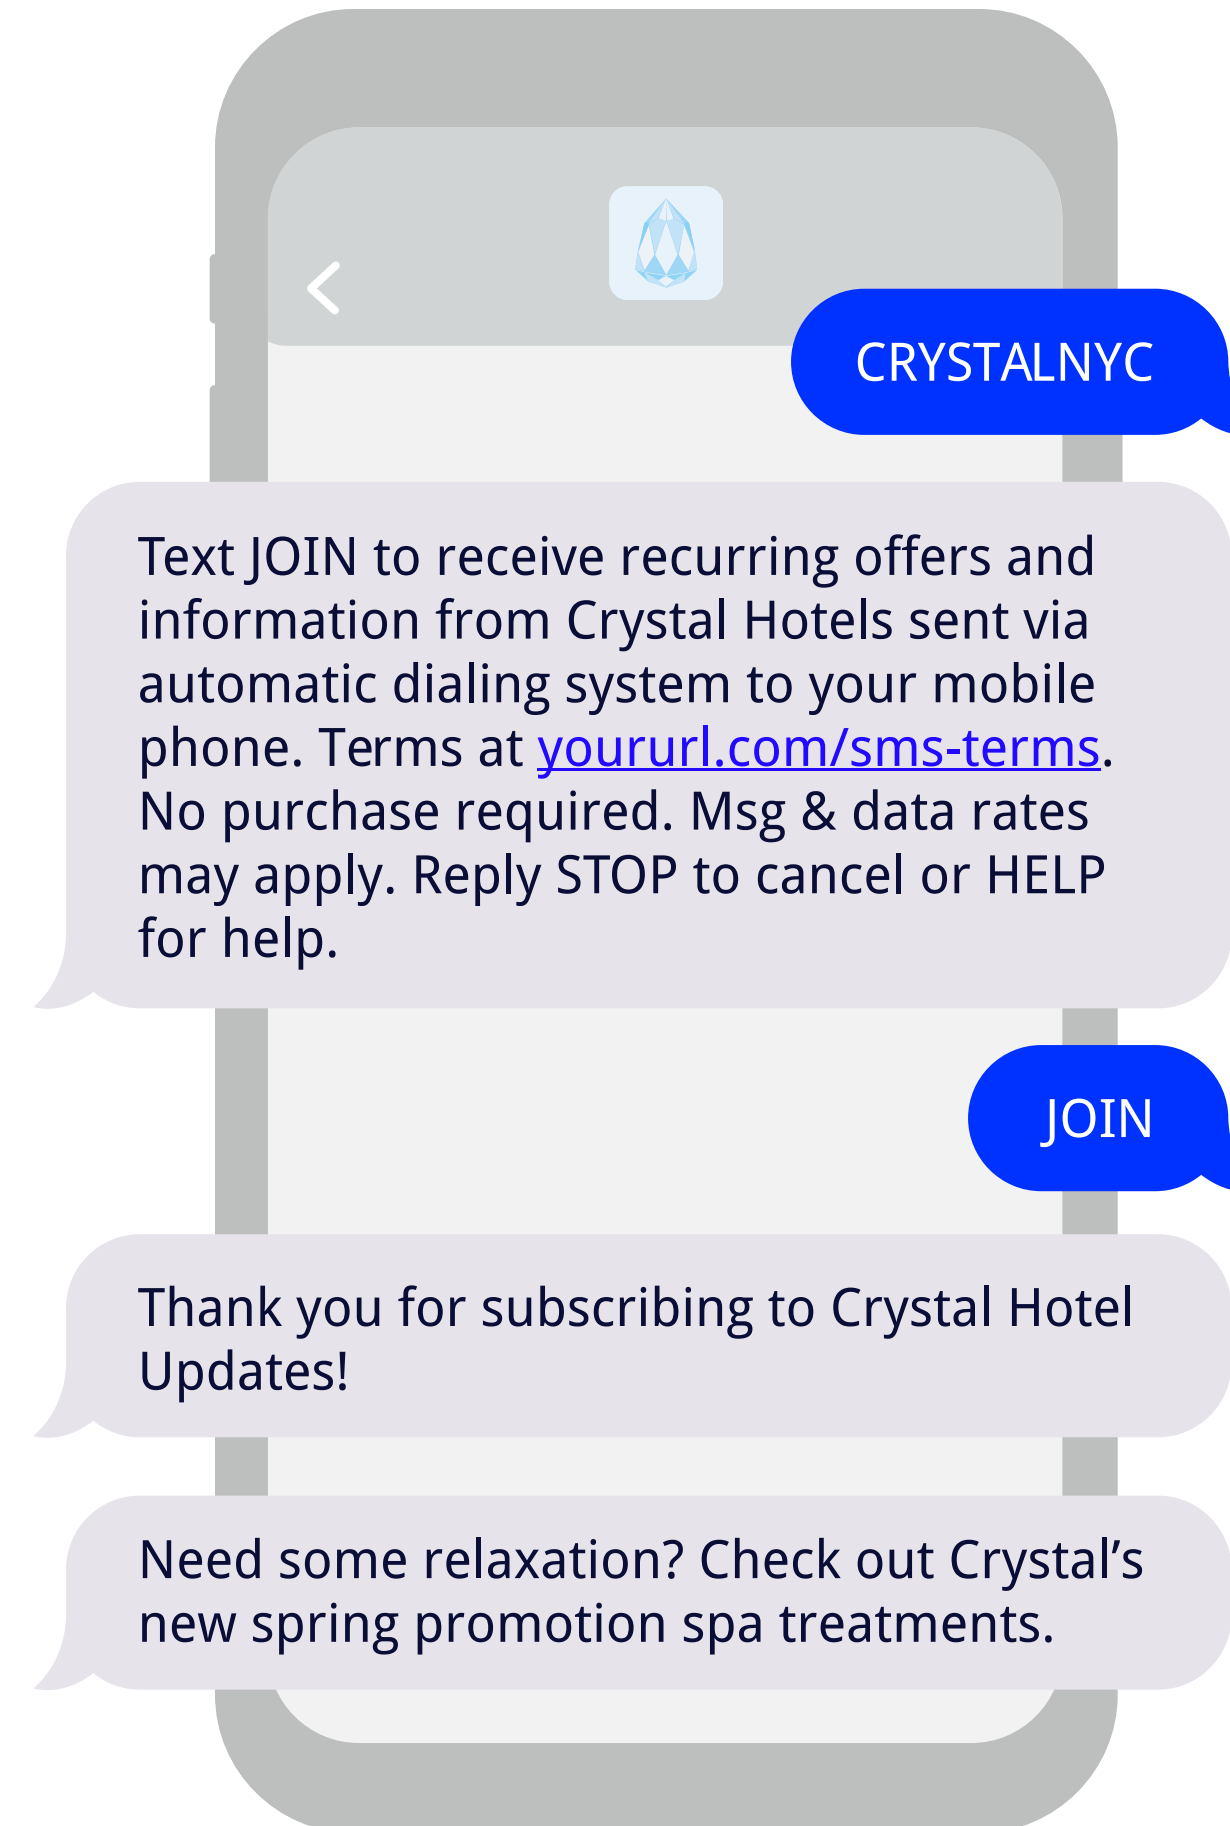 CRYSTALNYC
Text JOIN to receive recurring offers and
information from Crystal Hotels sent via
automatic dialing system to your mobile
phone. Terms at yoururl.com/sms-terms.
No purchase required. Msg & data rates
may apply. Reply STOP to cancel or HELP
for help.
JOIN
Thank you for subscribing to Crystal Hotel
Updates!
Need some relaxation? Check out Crystal’s
new spring promotion spa treatments.